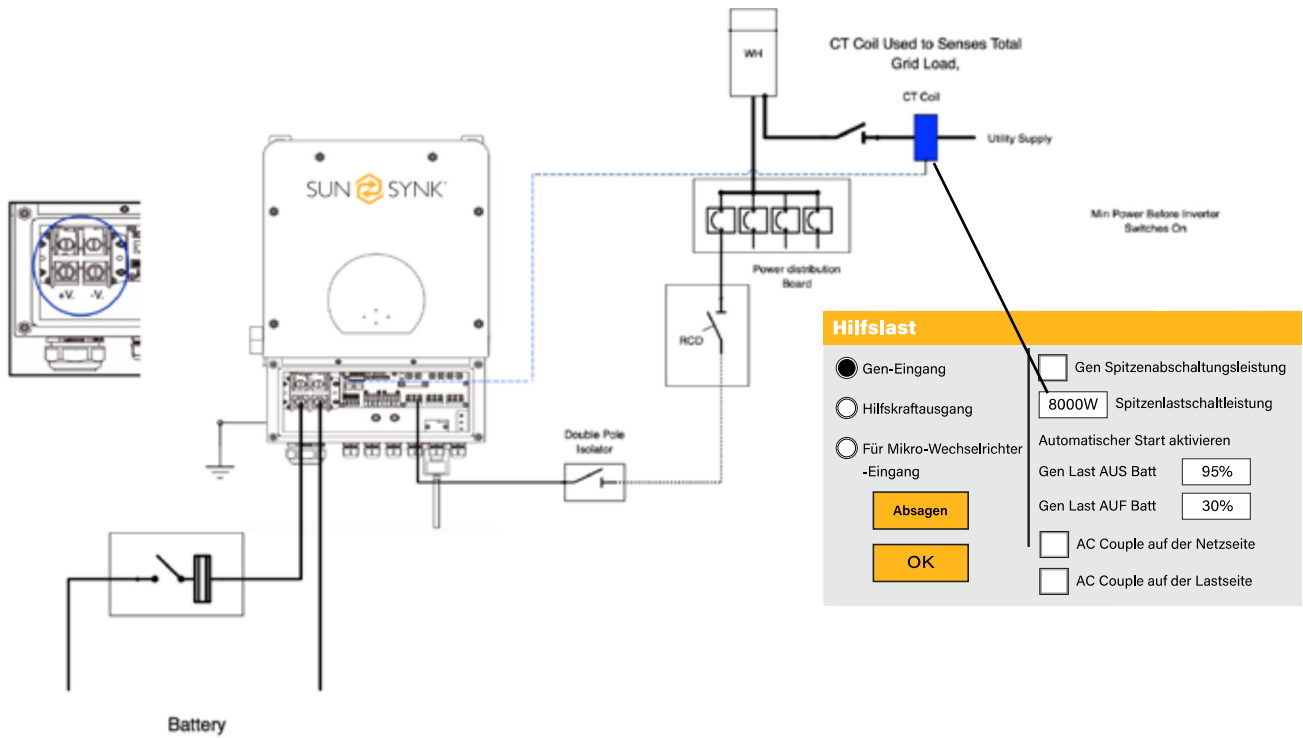 WH
CT Coil Used to Senses Total
Grid Load,
CT Coil
Utility Supply
SUN SYNK
Min Power Before Inverter
Switches On
+V. -V.
Power distribution
Board
RCD
Double Pole
Isolator
Battery
Hilfslast
Gen-Eingang
Hilfskraftausgang
Für Mikro-Wechselrichter
-Eingang
Absagen
OK
Gen Spitzenabschaltungsleistung
8000W Spitzenlastschaltleistung
Automatischer Start aktivieren
Gen Last AUS Batt 95%
Gen Last AUF Batt 30%
AC Couple auf der Netzseite
AC Couple auf der Lastseite